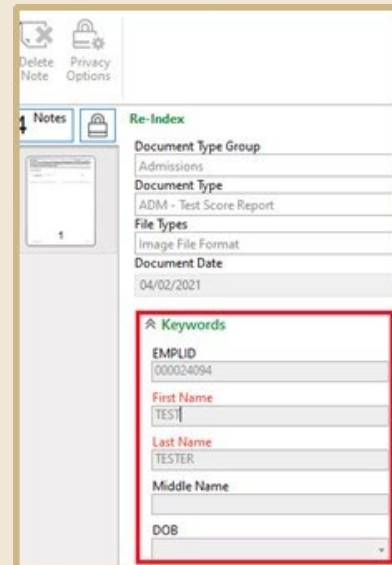 Delete
Note
Privacy
Options
4 Notes
1
Re-Index
Document Type Group
Admissions
Document Type
ADM - Test Score Report
File Types
Image File Format
Document Date
04/02/2021
Keywords
EMPLID
000024094
First Name
TEST
Last Name
TESTER
Middle Name
DOB